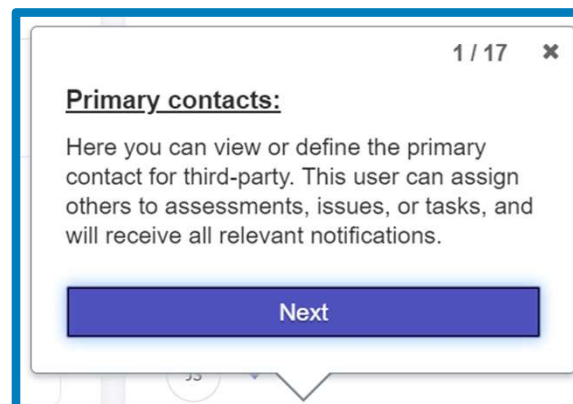 1 / 17 ✖
Primary contacts:
Here you can view or define the primary
contact for third-party. This user can assign
others to assessments, issues, or tasks, and
will receive all relevant notifications.
Next